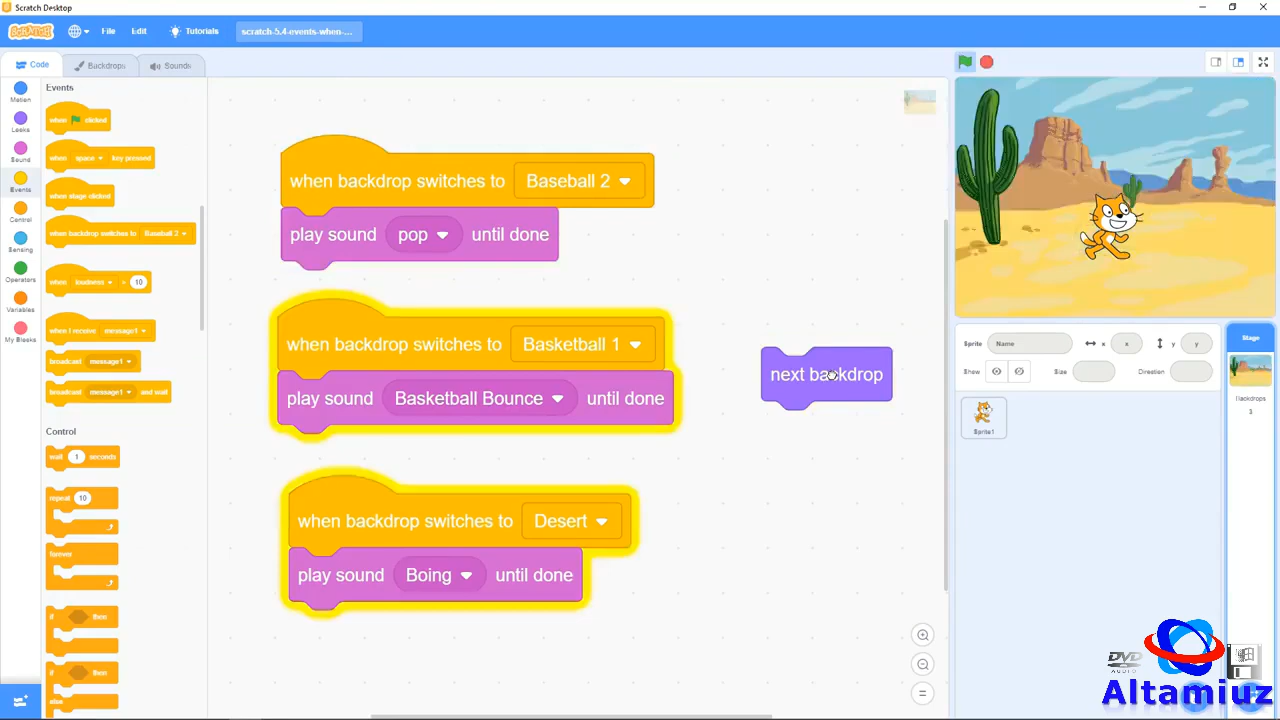 Scratch Desktop
SCRATCH File Edit Tutorials scratch-5.4-events-when-...
Code Backdrops Sounds
Motion
Looks
Sound
Events
Control
Sensing
Operators
Variables
My Blocks
Events
when clicked
when space key pressed
when stage clicked
when backdrop switches to Baseball 2
when loudness > 10
when I receive message1
broadcast message1
broadcast message1 and wait
Control
wait 1 seconds
repeat 10
forever
if then
if then
else
when backdrop switches to Baseball 2
play sound pop until done
when backdrop switches to Basketball 1
play sound Basketball Bounce until done
when backdrop switches to Desert
play sound Boing until done
next backdrop
Sprite Name x x y y
Show Size Direction
Sprite1
Stage
Backdrops
3
DVD
AUDIO
Altamiuz